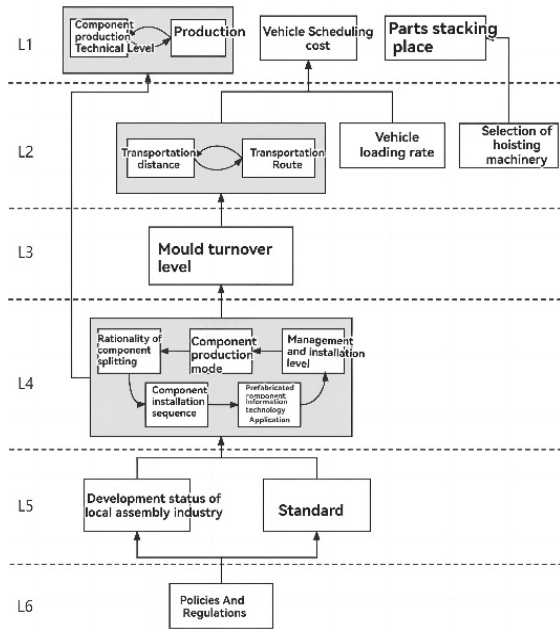 L1
Component
production
Technical Level
Production
Vehicle Scheduling
cost
Parts stacking
place
L2
Transportation
distance
Transportation
Route
Vehicle
loading rate
Selection of
hoisting machinery
L3
Mould turnover
level
L4
Rationality of
component
splitting
Component
production
mode
Management
and installation
level
Component
installation
sequence
Prefabricated
component
Information
technology
Application
L5
Development status of
local assembly industry
Standard
L6
Policies And
Regulations